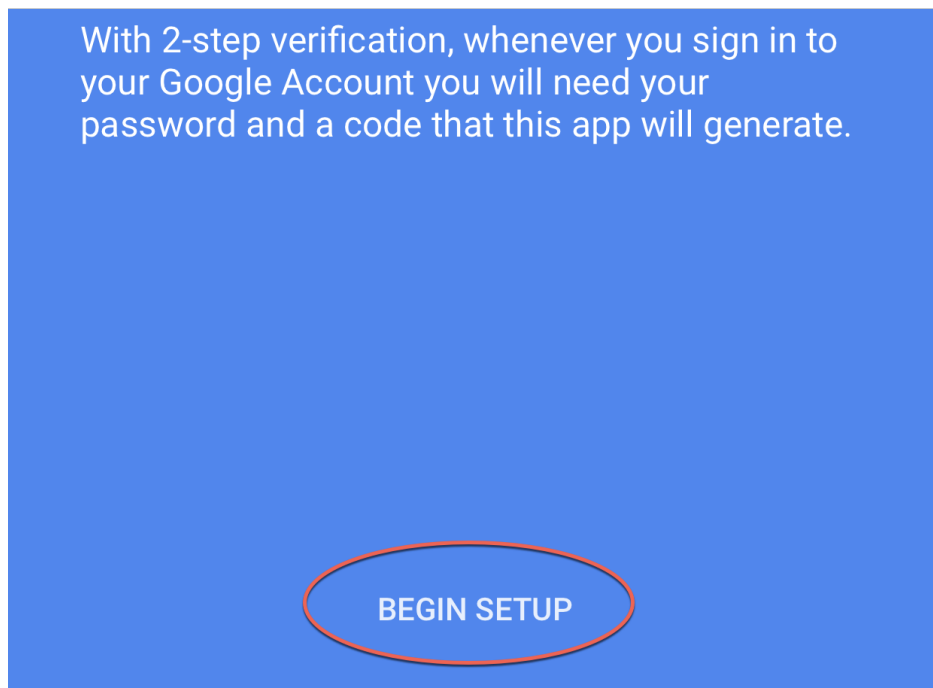 With 2-step verification, whenever you sign in to
your Google Account you will need your
password and a code that this app will generate.
BEGIN SETUP